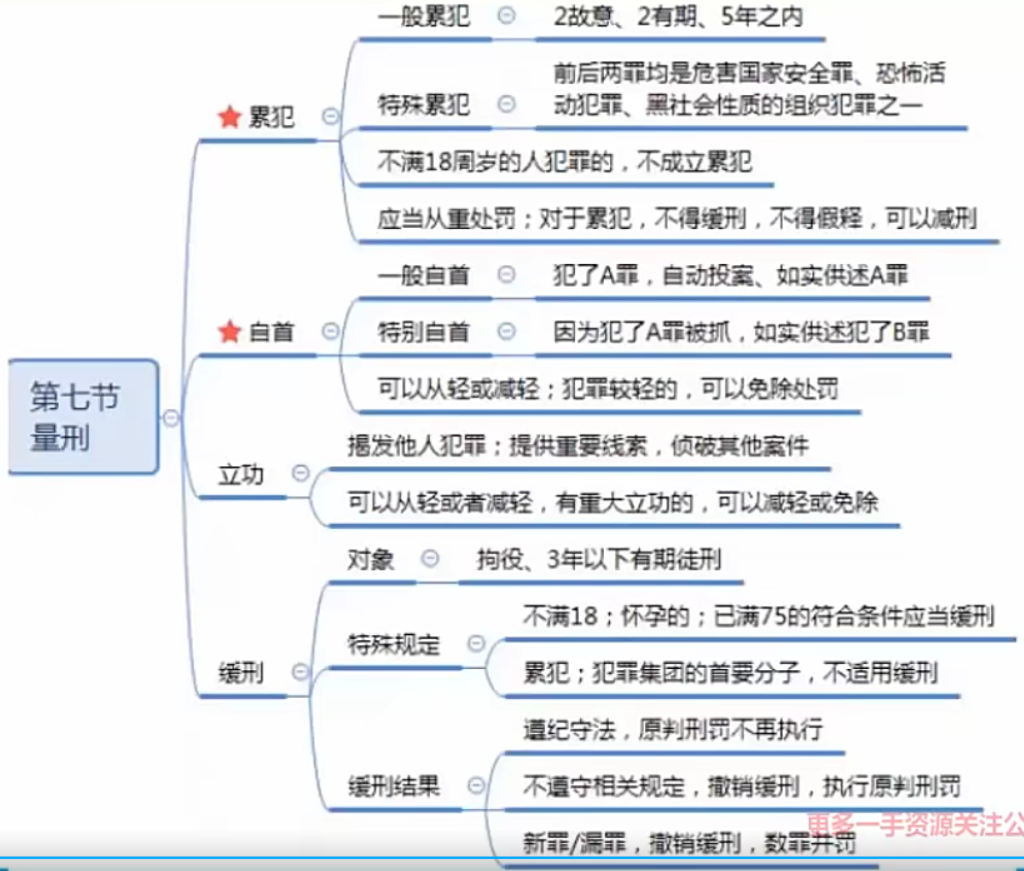 第七节
量刑
累犯
一般累犯
2故意、2有期、5年之内
特殊累犯
前后两罪均是危害国家安全罪、恐怖活
动犯罪、黑社会性质的组织犯罪之一
不满18周岁的人犯罪的，不成立累犯
应当从重处罚；对于累犯，不得缓刑，不得假释，可以减刑
自首
一般自首
犯了A罪，自动投案、如实供述A罪
特别自首
因为犯了A罪被抓，如实供述犯了B罪
可以从轻或减轻；犯罪较轻的，可以免除处罚
立功
揭发他人犯罪；提供重要线索，侦破其他案件
可以从轻或者减轻，有重大立功的，可以减轻或免除
缓刑
对象
拘役、3年以下有期徒刑
特殊规定
不满18；怀孕的；已满75的符合条件应当缓刑
累犯；犯罪集团的首要分子，不适用缓刑
缓刑结果
遵纪守法，原判刑罚不再执行
不遵守相关规定，撤销缓刑，执行原判刑罚
新罪/漏罪，撤销缓刑，数罪并罚
更多一手资源关注公